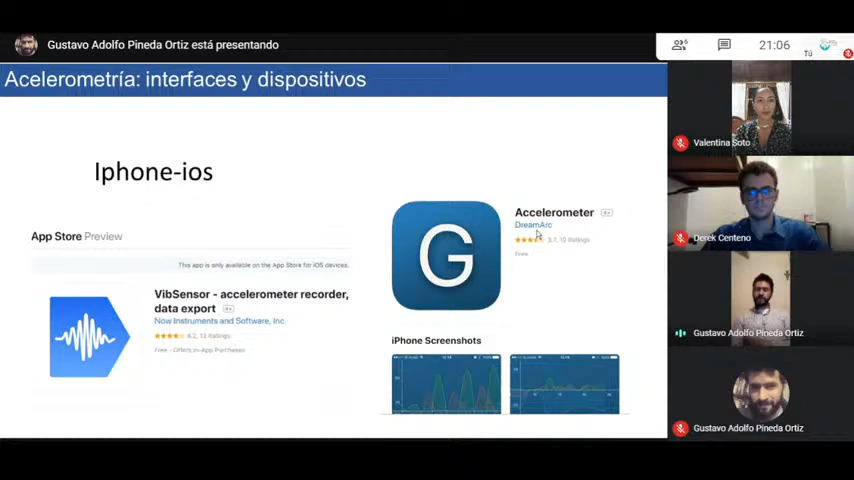 Gustavo Adolfo Pineda Ortiz está presentando
6
21:06
Tú
Acelerometría: interfaces y dispositivos
Iphone-ios
App Store Preview
This app is only available on the App Store for iOS devices.
VibSensor - accelerometer recorder,
data export 4+
Now Instruments and Software, Inc.
4.2, 13 Ratings
Free - Offers In-App Purchases
G
Accelerometer 4+
DreamArc
3.7, 10 Ratings
Free
iPhone Screenshots
Valentina Soto
Derek Centeno
Gustavo Adolfo Pineda Ortiz
Gustavo Adolfo Pineda Ortiz